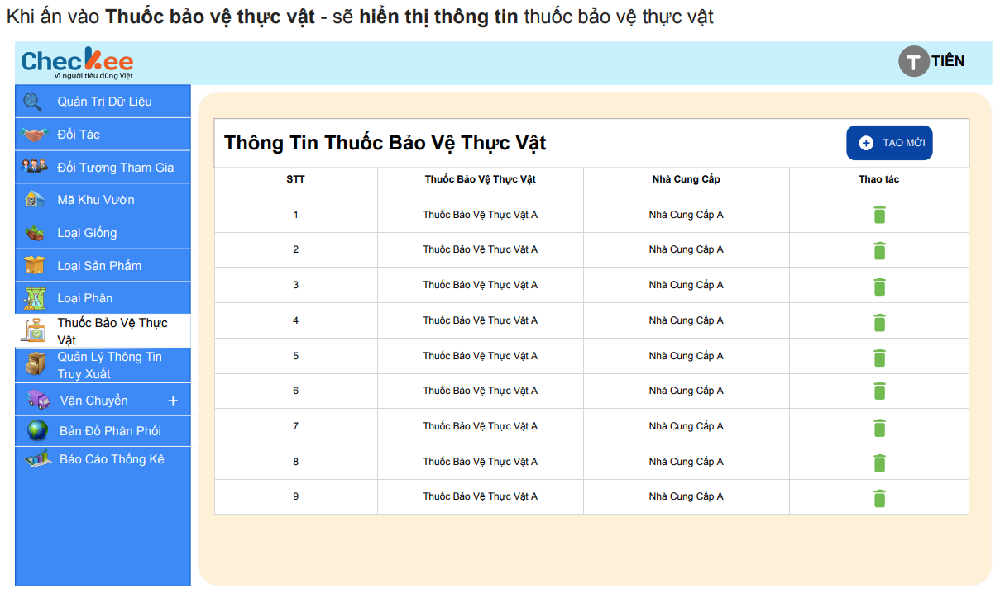 Khi ấn vào Thuốc bảo vệ thực vật - sẽ hiển thị thông tin thuốc bảo vệ thực vật
Checkee
Vì người tiêu dùng Việt
T TIÊN
Quản Trị Dữ Liệu
Đối Tác
Đối Tượng Tham Gia
Mã Khu Vườn
Loại Giống
Loại Sản Phẩm
Loại Phân
Thuốc Bảo Vệ Thực
Vật
Quản Lý Thông Tin
Truy Xuất
Vận Chuyển +
Bản Đồ Phân Phối
Báo Cáo Thống Kê
Thông Tin Thuốc Bảo Vệ Thực Vật
TẠO MỚI
STT Thuốc Bảo Vệ Thực Vật Nhà Cung Cấp Thao tác
1 Thuốc Bảo Vệ Thực Vật A Nhà Cung Cấp A
2 Thuốc Bảo Vệ Thực Vật A Nhà Cung Cấp A
3 Thuốc Bảo Vệ Thực Vật A Nhà Cung Cấp A
4 Thuốc Bảo Vệ Thực Vật A Nhà Cung Cấp A
5 Thuốc Bảo Vệ Thực Vật A Nhà Cung Cấp A
6 Thuốc Bảo Vệ Thực Vật A Nhà Cung Cấp A
7 Thuốc Bảo Vệ Thực Vật A Nhà Cung Cấp A
8 Thuốc Bảo Vệ Thực Vật A Nhà Cung Cấp A
9 Thuốc Bảo Vệ Thực Vật A Nhà Cung Cấp A